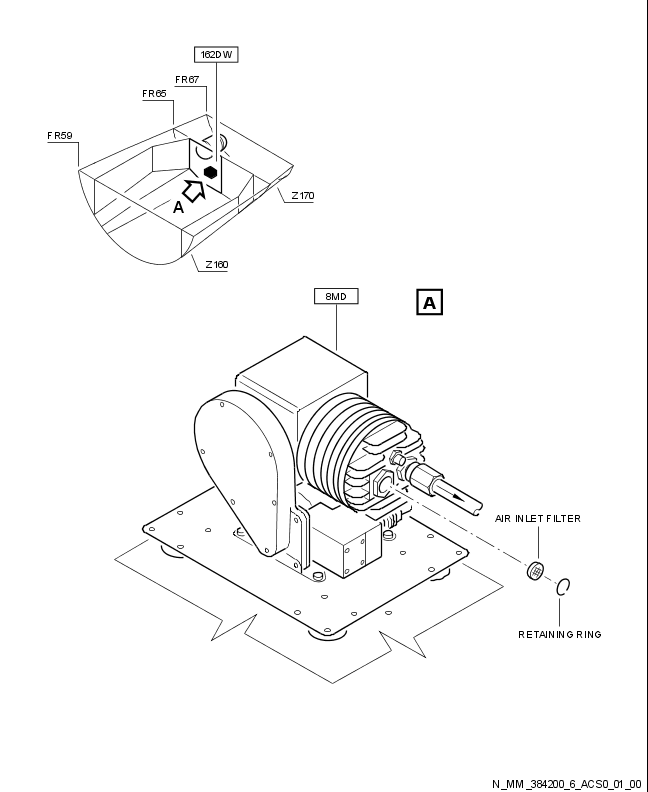 162DW
FR67
FR65
FR59
A
Z170
Z160
8MD
A
AIR INLET FILTER
RETAINING RING
N_MM_384200_6_ACS0_01_00